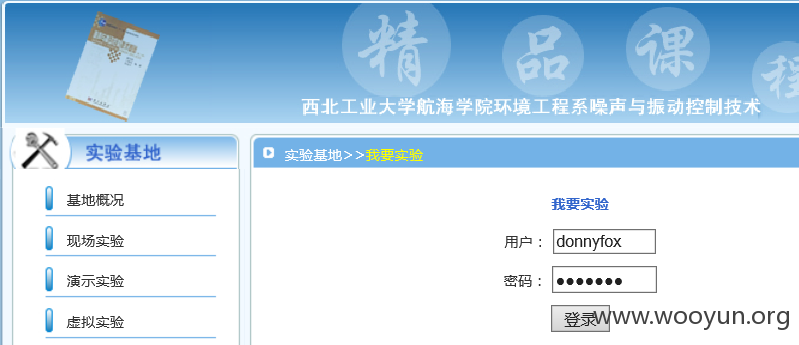 精品课程
西北工业大学航海学院环境工程系噪声与振动控制技术
实验基地
实验基地>>我要实验
基地概况
现场实验
演示实验
虚拟实验
我要实验
用户： donnyfox
密码： ●●●●●●●
登录
www.wooyun.org